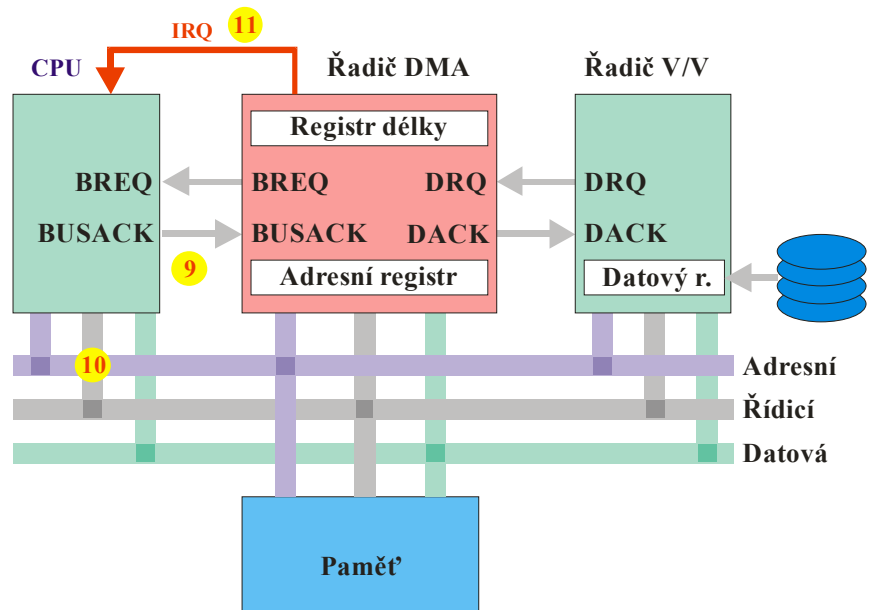 IRQ 11
CPU
Řadič DMA
Řadič V/V
Registr délky
BREQ
BREQ
DRQ
DRQ
BUSACK
BUSACK
DACK
DACK
9
Adresní registr
Datový r.
10
Adresní
Řídicí
Datová
Paměť